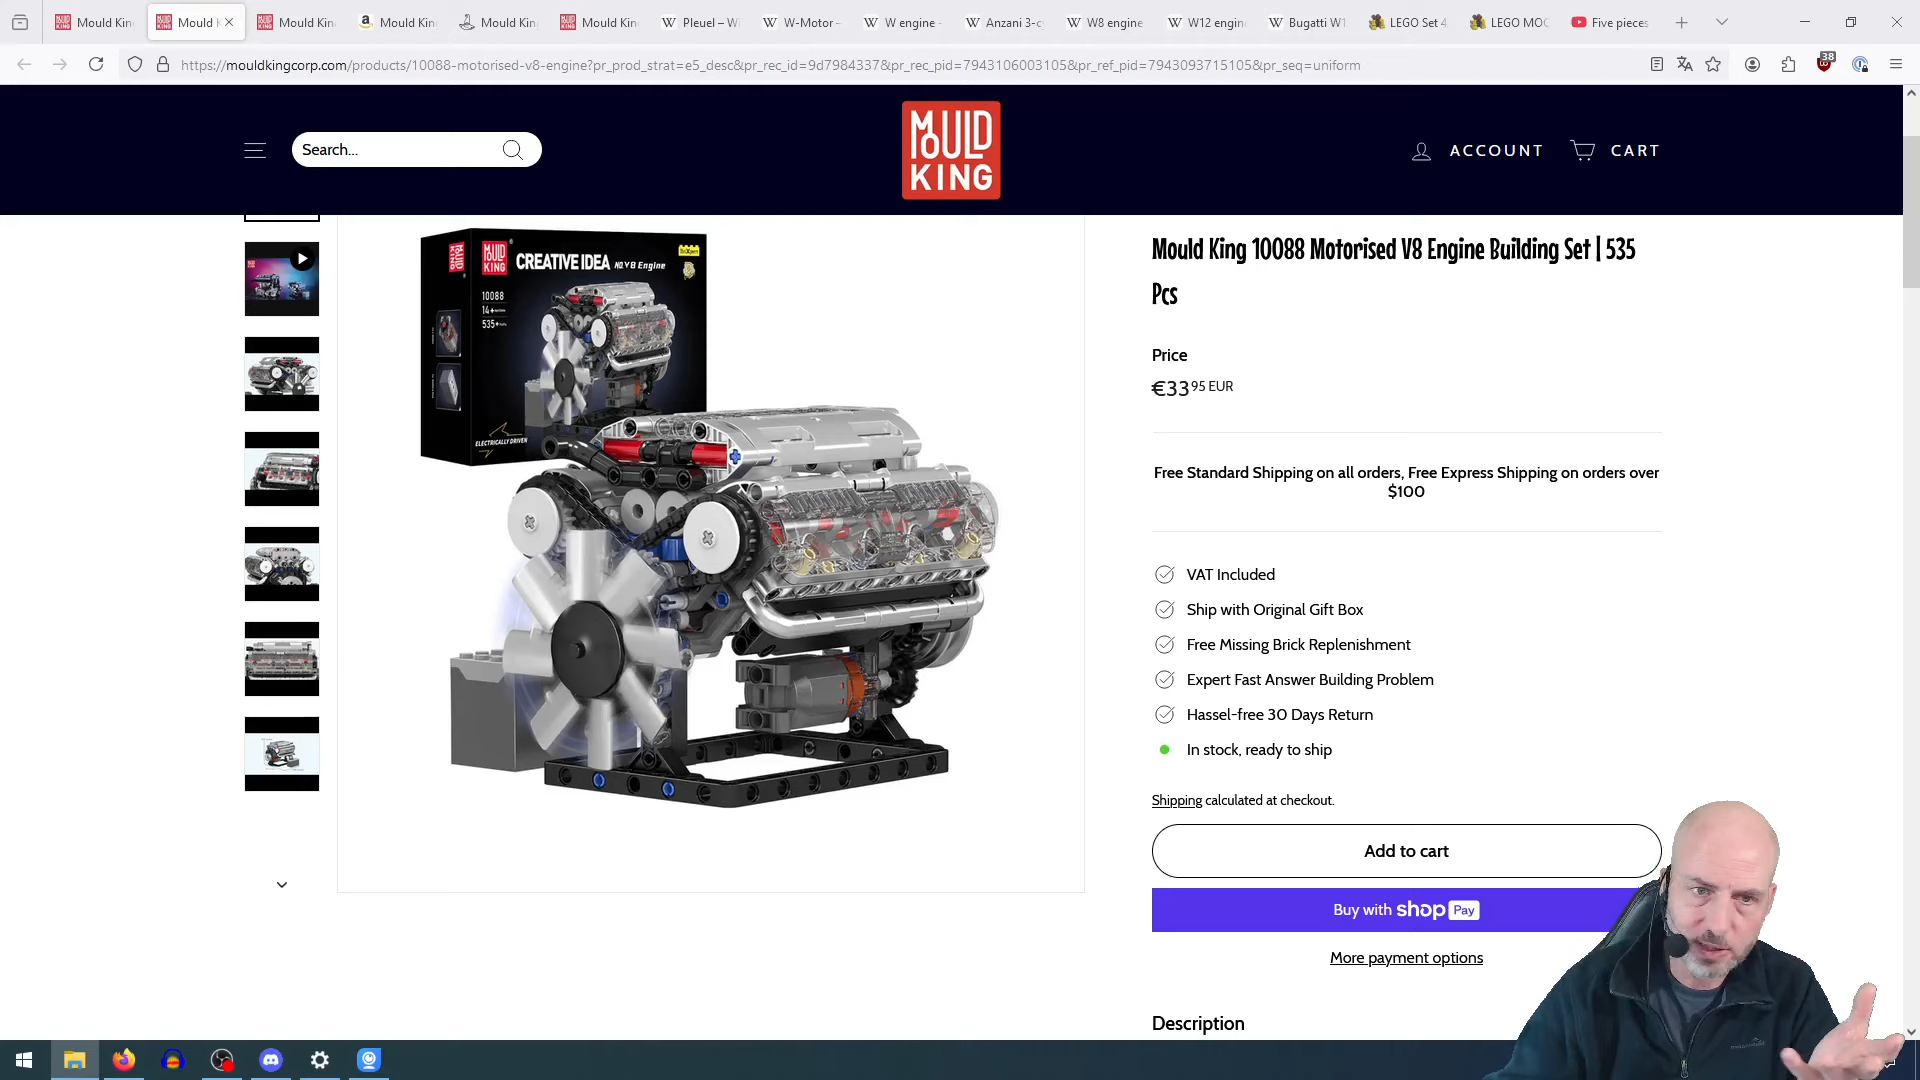 Mould Kin
Mould K
Mould Kin
Mould Kin
Mould Kin
Mould Kin
Pleuel – Wi
W-Motor –
W engine -
Anzani 3-cy
W8 engine
W12 engin
Bugatti W1
LEGO Set 4
LEGO MOC
Five pieces
https://mouldkingcorp.com/products/10088-motorised-v8-engine?pr_prod_strat=e5_desc&pr_rec_id=9d7984337&pr_rec_pid=7943106003105&pr_ref_pid=7943093715105&pr_seq=uniform
38
Search...
MOULD
KING
ACCOUNT
CART
MOULD
KING
CREATIVE IDEA
No.V8 Engine
10088
14+
535+
ELECTRICALLY DRIVEN
Mould King 10088 Motorised V8 Engine Building Set | 535
Pcs
Price
€33 95 EUR
Free Standard Shipping on all orders, Free Express Shipping on orders over
$100
VAT Included
Ship with Original Gift Box
Free Missing Brick Replenishment
Expert Fast Answer Building Problem
Hassel-free 30 Days Return
In stock, ready to ship
Shipping calculated at checkout.
Add to cart
Buy with shop Pay
More payment options
Description